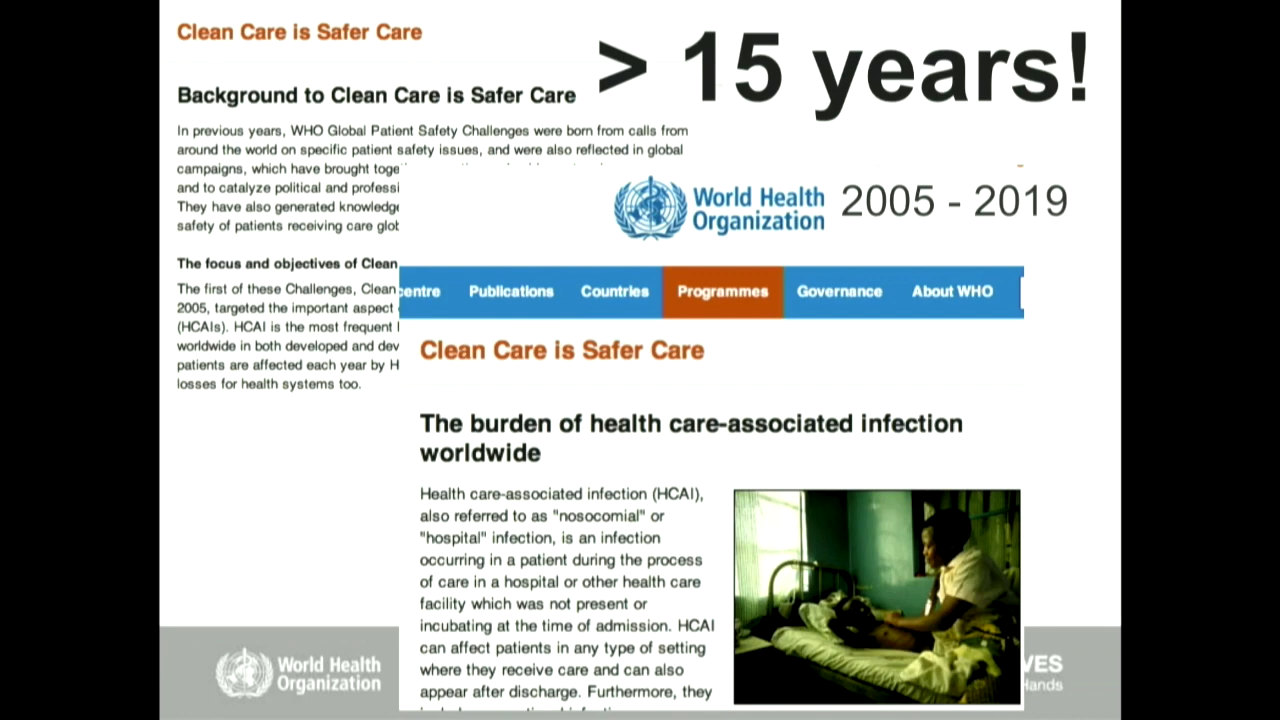 Clean Care is Safer Care
> 15 years!
Background to Clean Care is Safer Care
In previous years, WHO Global Patient Safety Challenges were born from calls from
around the world on specific patient safety issues, and were also reflected in global
campaigns, which have brought toge
and to catalyze political and professi
They have also generated knowledge
safety of patients receiving care glot
The focus and objectives of Clean
The first of these Challenges, Clean
2005, targeted the important aspect
(HCAIs). HCAI is the most frequent
worldwide in both developed and dev
patients are affected each year by H
losses for health systems too.
World Health
Organization
2005 - 2019
centre Publications Countries Programmes Governance About WHO
Clean Care is Safer Care
The burden of health care-associated infection
worldwide
Health care-associated infection (HCAI),
also referred to as "nosocomial" or
"hospital" infection, is an infection
occurring in a patient during the process
of care in a hospital or other health care
facility which was not present or
incubating at the time of admission. HCAI
can affect patients in any type of setting
where they receive care and can also
appear after discharge. Furthermore, they
World Health
Organization
VES
Hands